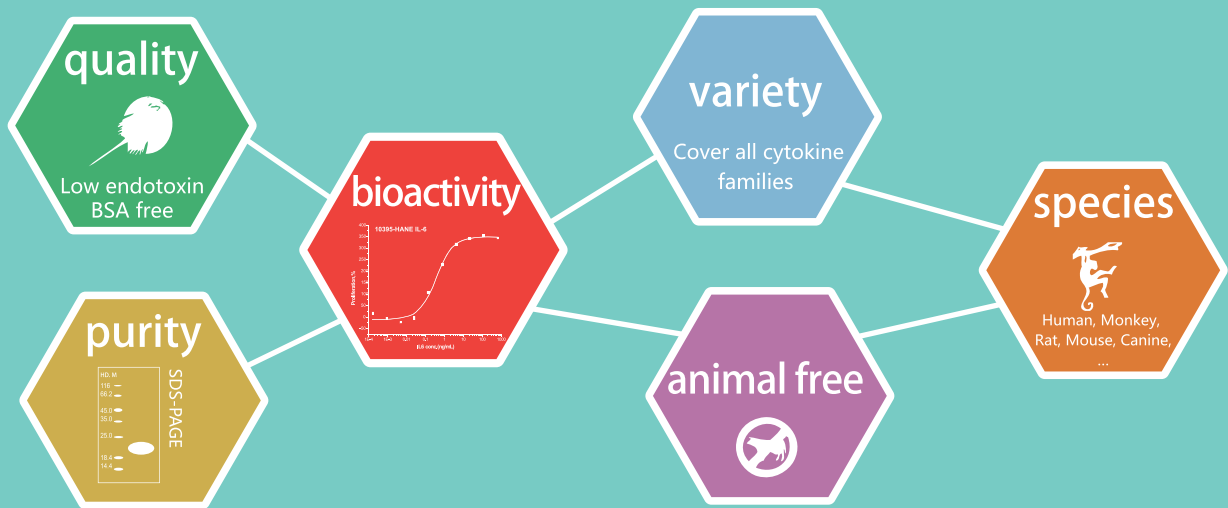 quality
Low endotoxin
BSA free
bioactivity
10395-HANE IL-6
Proliferation,%
variety
Cover all cytokine
families
species
Human, Monkey,
Rat, Mouse, Canine,
...
purity
SDS-PAGE
KD. M
116
66.2
45.0
35.0
25.0
18.4
14.4
animal free